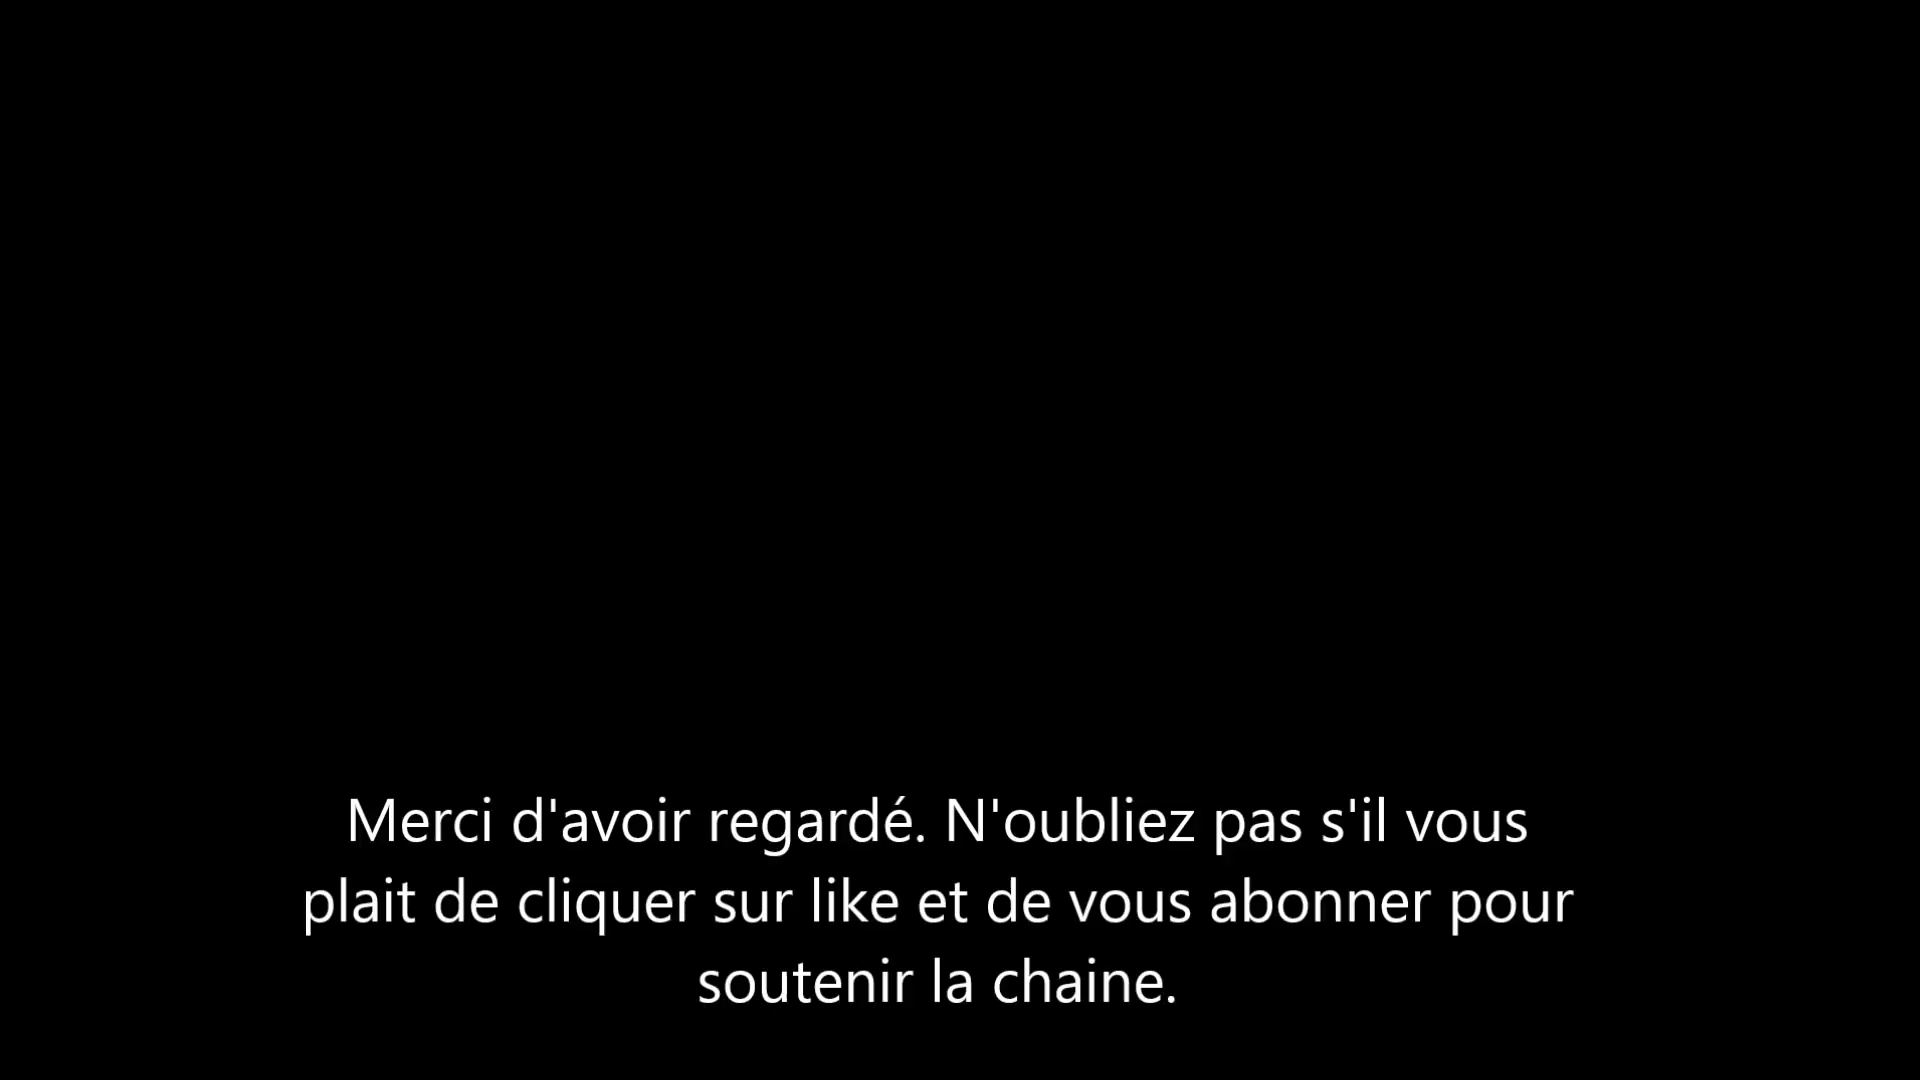 Merci d'avoir regardé. N'oubliez pas s'il vous
plait de cliquer sur like et de vous abonner pour
soutenir la chaine.